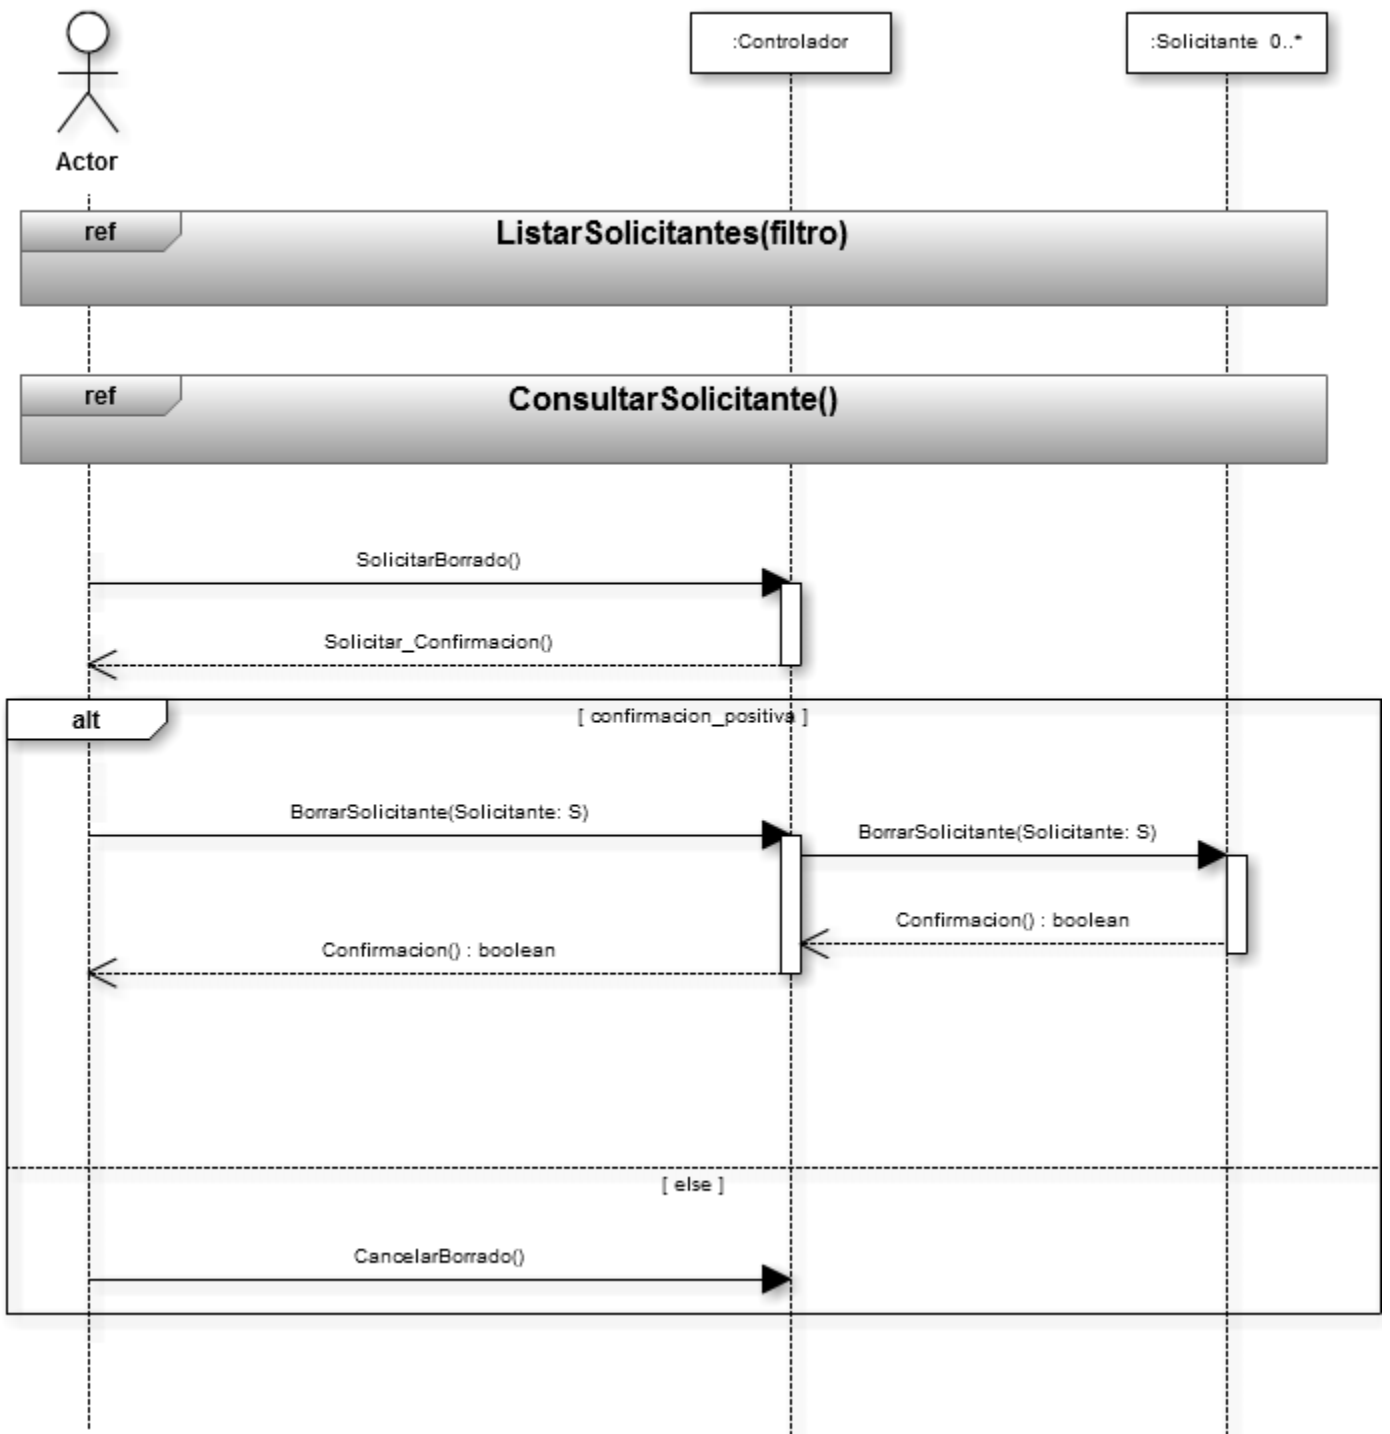 :Controlador
:Solicitante 0..*
Actor
ref
ListarSolicitantes(filtro)
ref
ConsultarSolicitante()
SolicitarBorrado()
Solicitar_Confirmacion()
alt
[ confirmacion_positiva ]
BorrarSolicitante(Solicitante: S)
BorrarSolicitante(Solicitante: S)
Confirmacion() : boolean
Confirmacion() : boolean
[ else ]
CancelarBorrado()